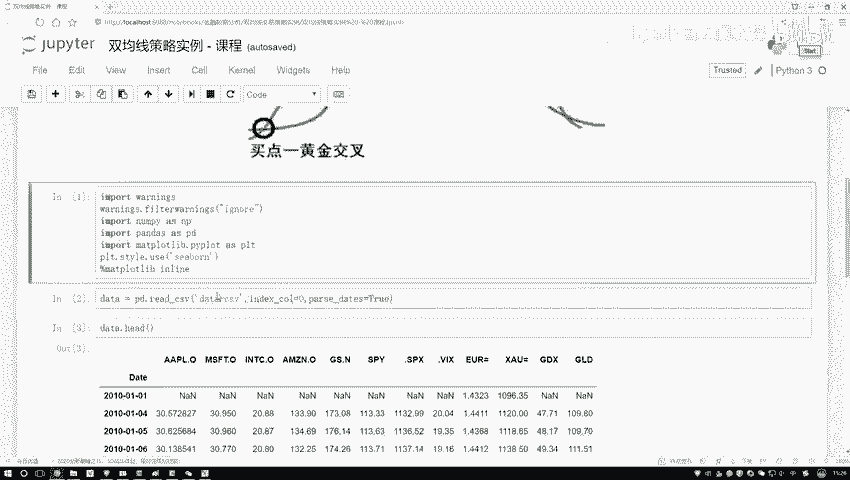 双均线策略实例 - 课程
jupyter 双均线策略实例 - 课程 (autosaved)
File Edit View Insert Cell Kernel Widgets Help
Trusted
Python 3 O
Code
买点一黄金交叉
In [1]: import warnings
warnings.filterwarnings("ignore")
import numpy as np
import pandas as pd
import matplotlib.pyplot as plt
plt.style.use('seaborn')
%matplotlib inline
In [2]: data = pd.read_csv('data.csv',index_col=0,parse_dates=True)
In [3]: data.head()
Out[3]:
AAPL.O MSFT.O INTC.O AMZN.O GS.N SPY .SPX .VIX EUR= XAU= GDX GLD
Date
2010-01-01 NaN NaN NaN NaN NaN NaN NaN NaN 1.4323 1096.35 NaN NaN
2010-01-04 30.572827 30.950 20.88 133.90 173.08 113.33 1132.99 20.04 1.4411 1120.00 47.71 109.80
2010-01-05 30.625684 30.960 20.87 134.69 176.14 113.63 1136.52 19.35 1.4368 1118.65 48.17 109.70
2010-01-06 30.138541 30.770 20.80 132.25 174.26 113.71 1137.14 19.16 1.4412 1138.50 49.34 111.51
15:26